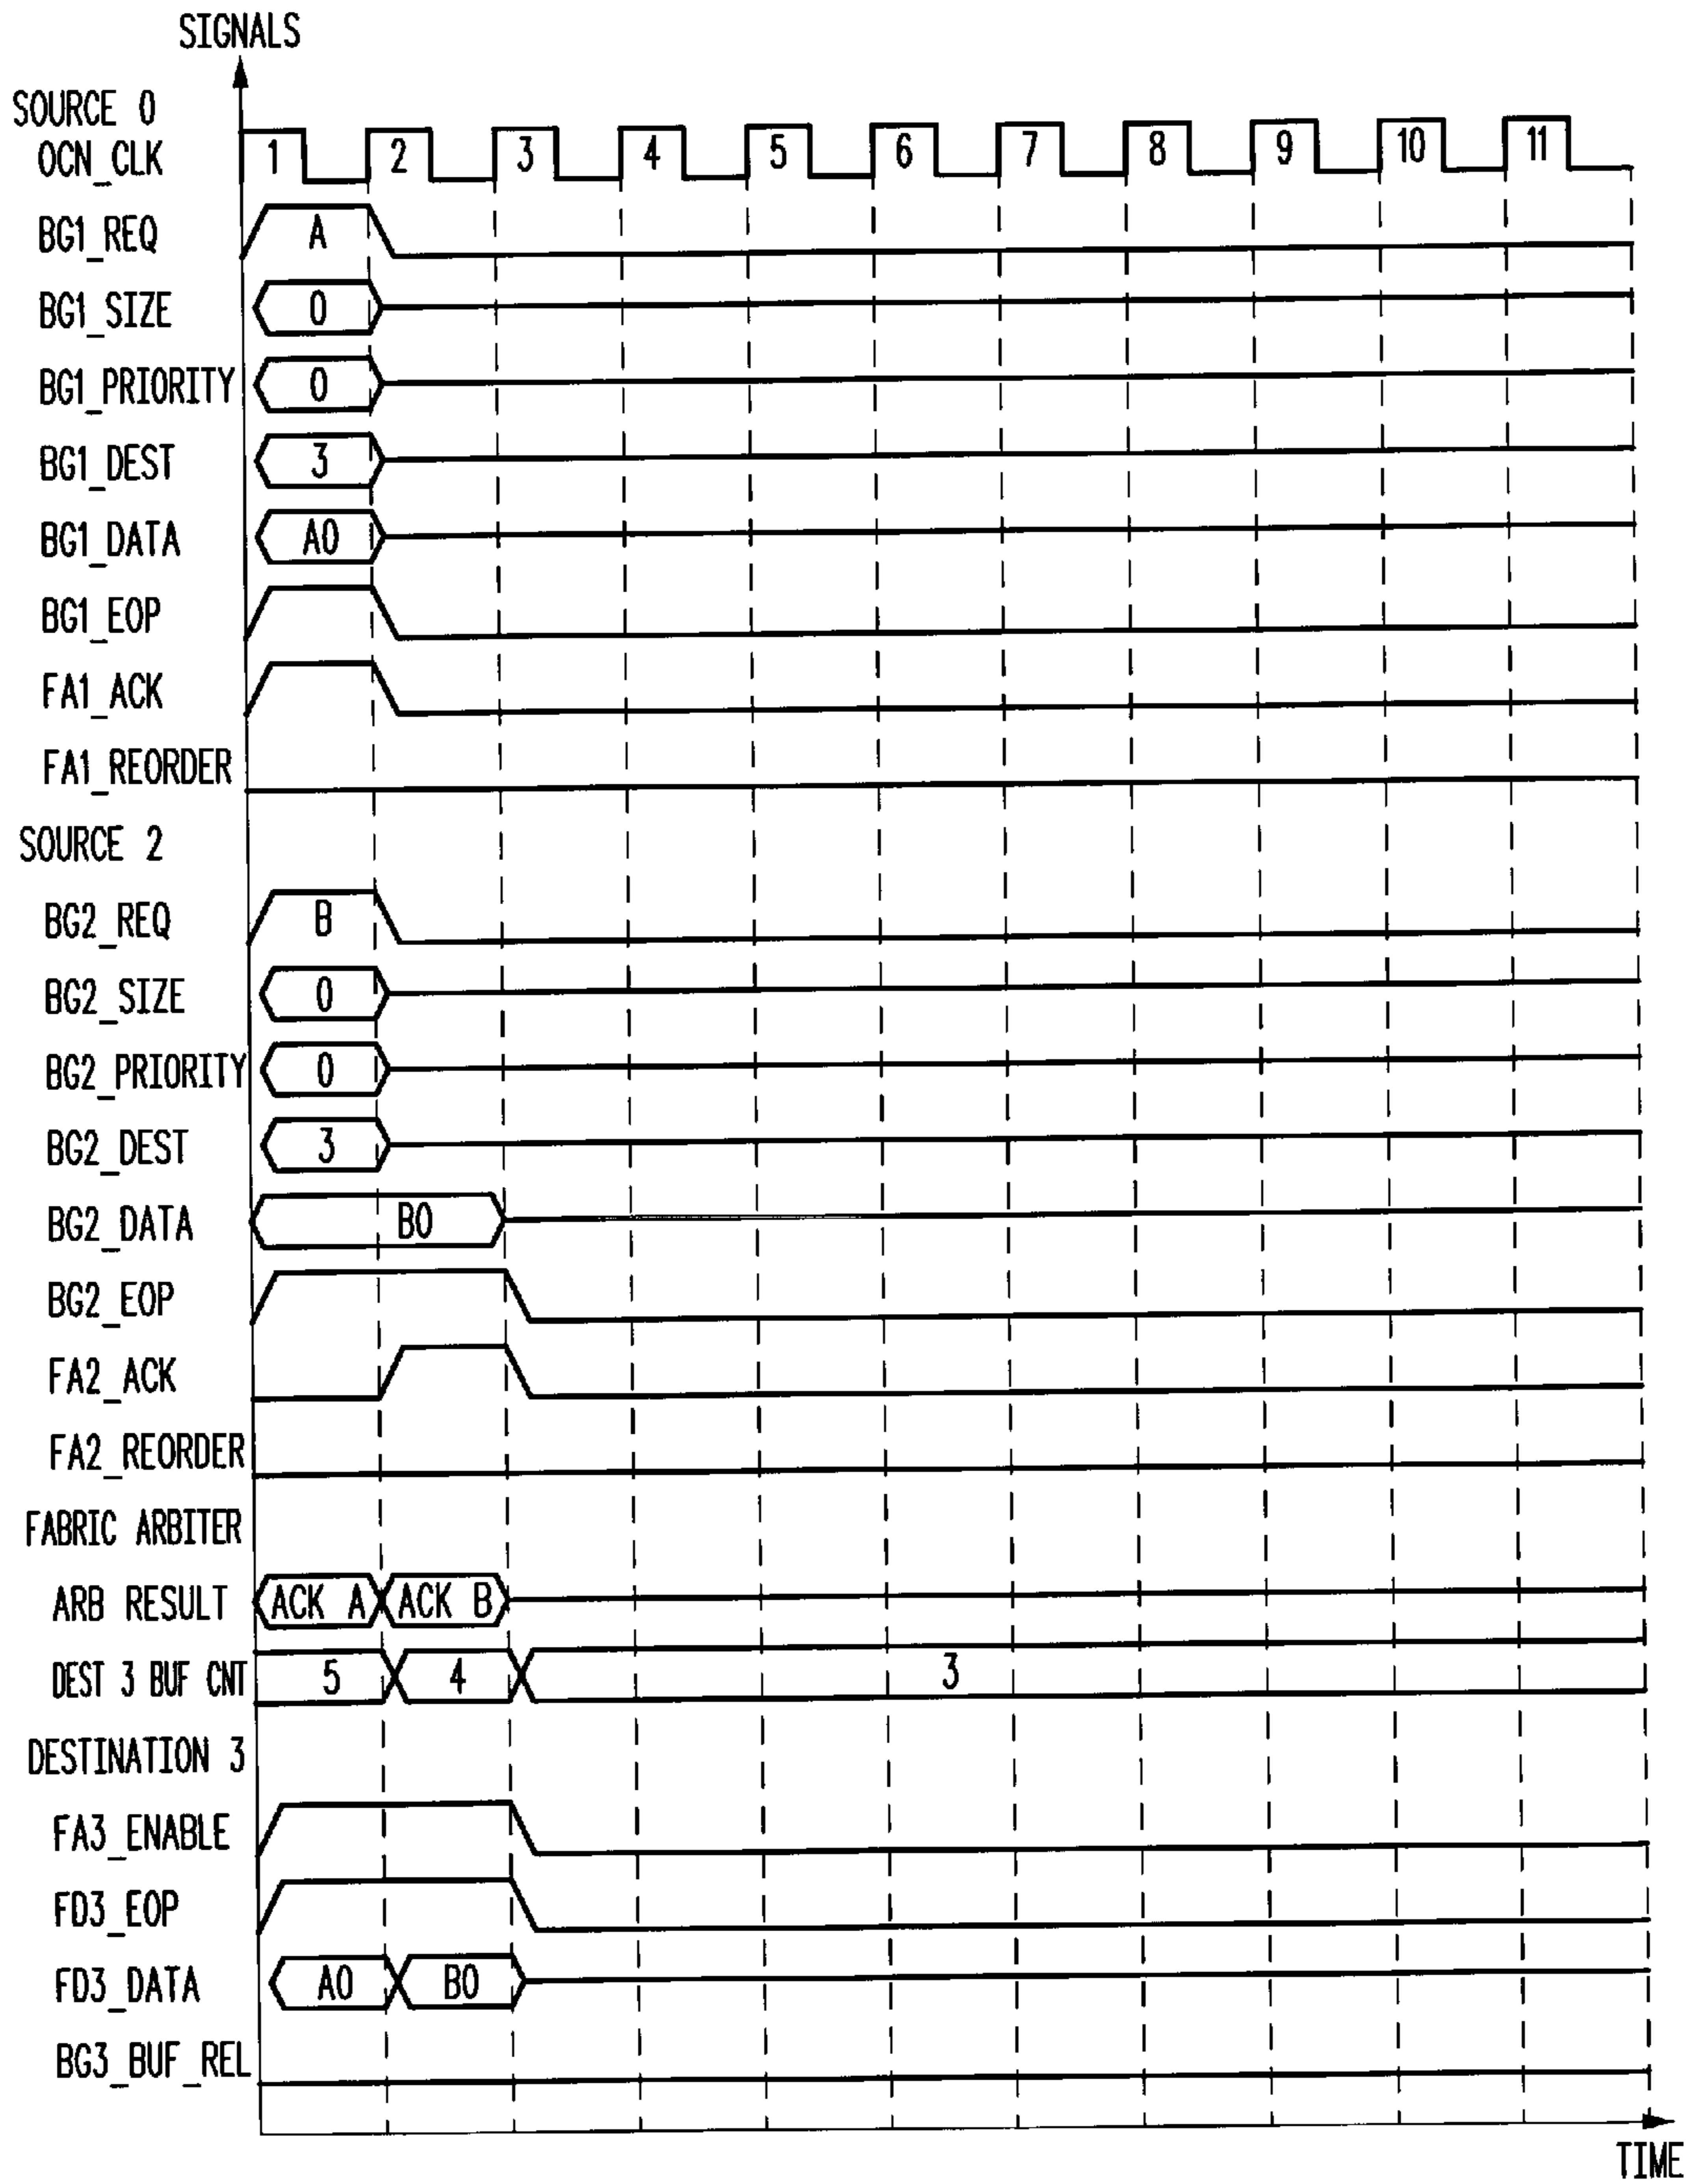 SIGNALS
SOURCE 0
OCN_CLK 1 2 3 4 5 6 7 8 9 10 11
BG1_REQ A
BG1_SIZE 0
BG1_PRIORITY 0
BG1_DEST 3
BG1_DATA A0
BG1_EOP
FA1_ACK
FA1_REORDER
SOURCE 2
BG2_REQ B
BG2_SIZE 0
BG2_PRIORITY 0
BG2_DEST 3
BG2_DATA B0
BG2_EOP
FA2_ACK
FA2_REORDER
FABRIC ARBITER
ARB RESULT ACK A ACK B
DEST 3 BUF CNT 5 4 3
DESTINATION 3
FA3_ENABLE
FD3_EOP
FD3_DATA A0 B0
BG3_BUF_REL
TIME